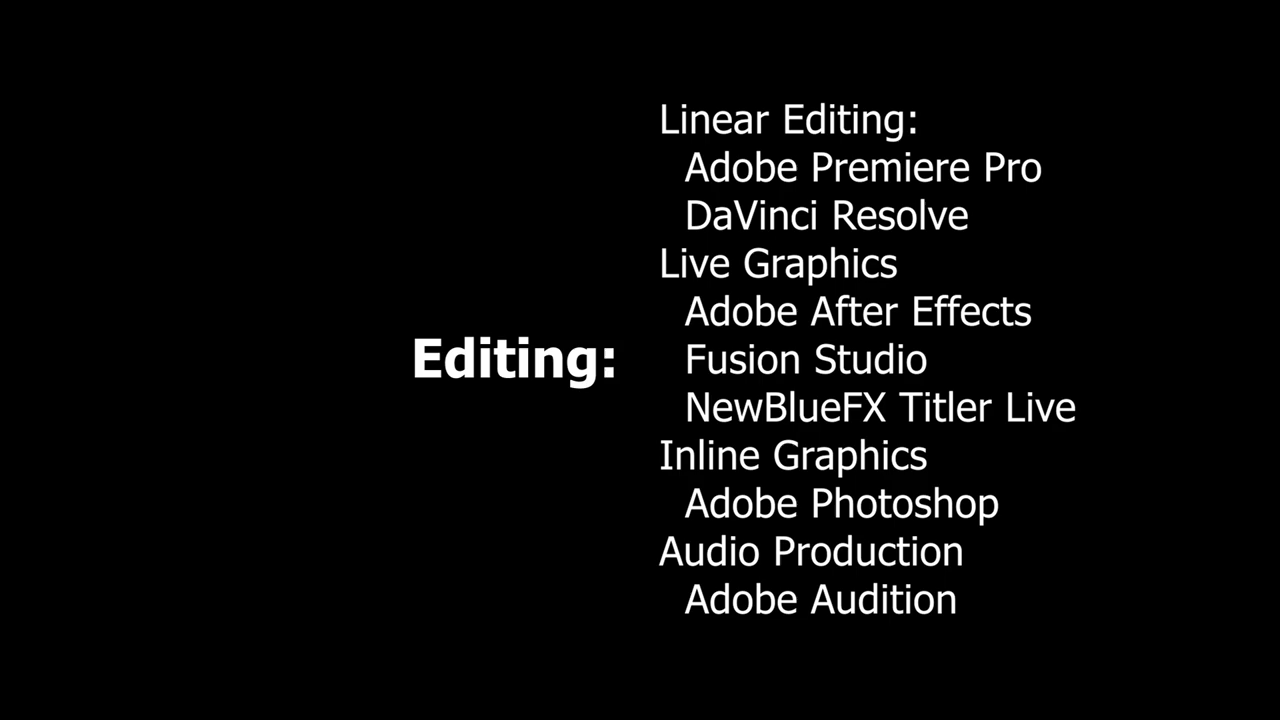 Editing:
Linear Editing:
Adobe Premiere Pro
DaVinci Resolve
Live Graphics
Adobe After Effects
Fusion Studio
NewBlueFX Titler Live
Inline Graphics
Adobe Photoshop
Audio Production
Adobe Audition